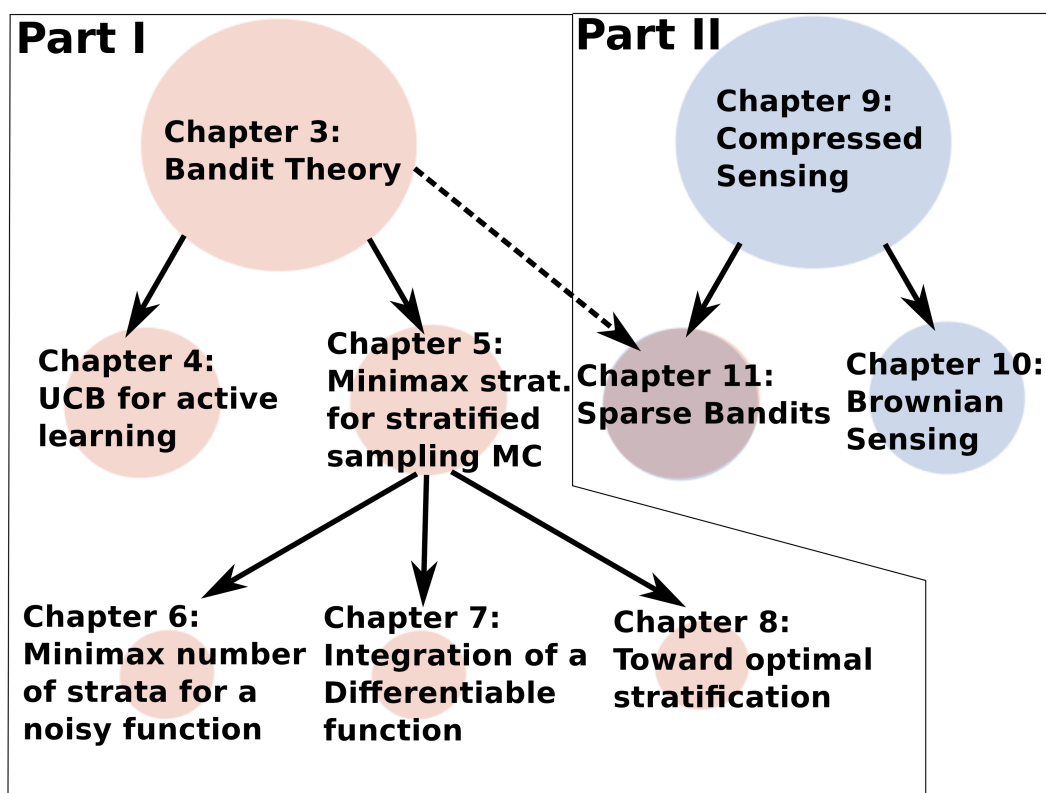 Part I
Part II
Chapter 3:
Bandit Theory
Chapter 9:
Compressed
Sensing
Chapter 4:
UCB for active
learning
Chapter 5:
Minimax strat.
for stratified
sampling MC
Chapter 11:
Sparse Bandits
Chapter 10:
Brownian
Sensing
Chapter 6:
Minimax number
of strata for a
noisy function
Chapter 7:
Integration of a
Differentiable
function
Chapter 8:
Toward optimal
stratification